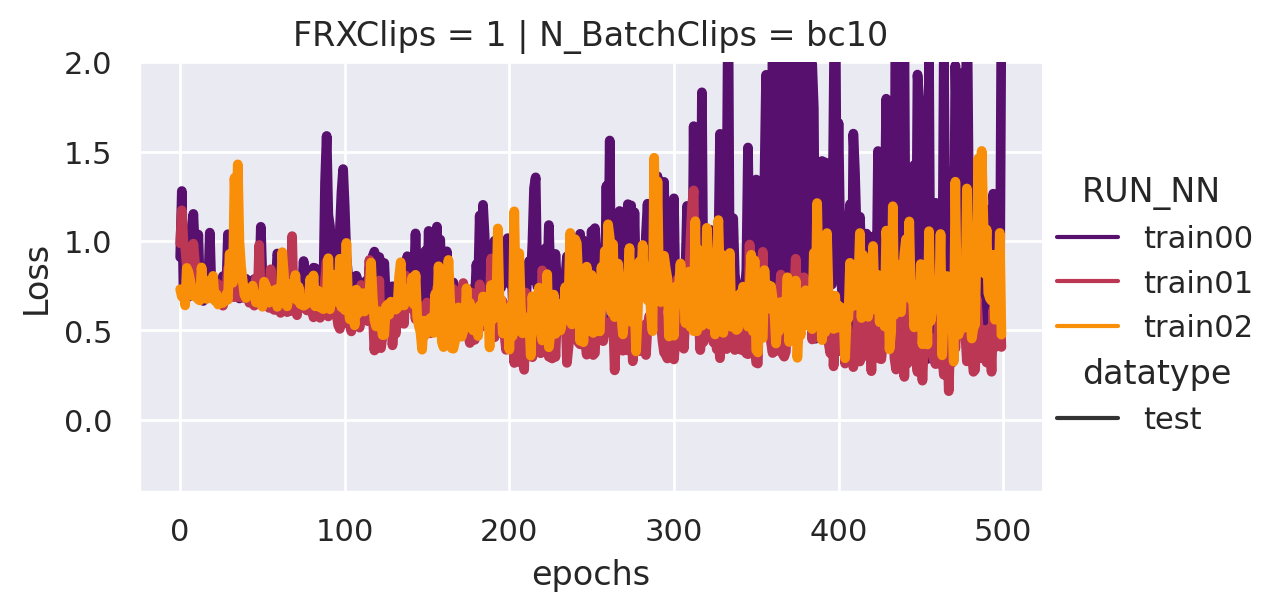 FRXClips = 1 | N_BatchClips = bc10
2.0
1.5
1.0
0.5
0.0
Loss
0 100 200 300 400 500
epochs
RUN_NN
train00
train01
train02
datatype
test